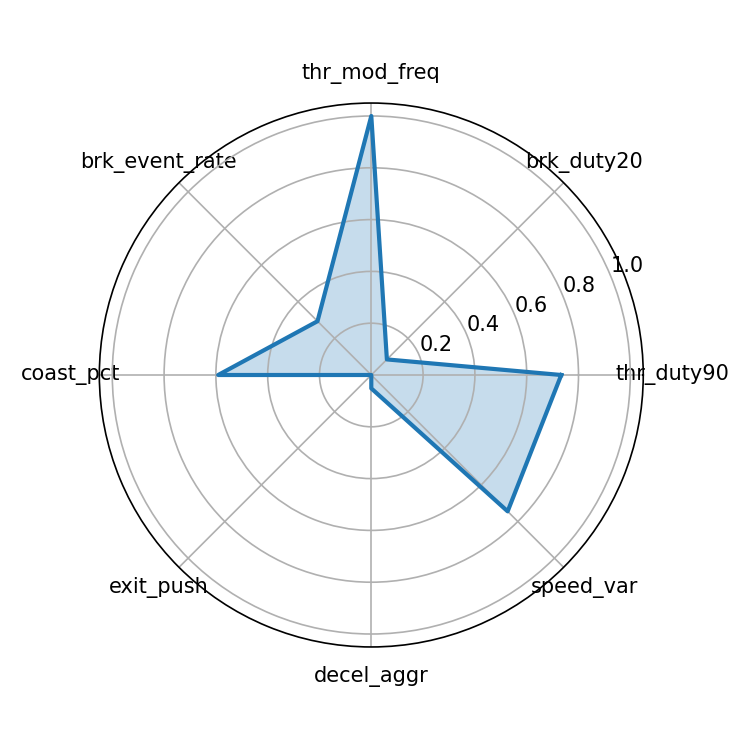 thr_mod_freq
brk_event_rate
brk_duty20
1.0
0.8
0.6
0.4
0.2
coast_pct
thr_duty90
exit_push
speed_var
decel_aggr